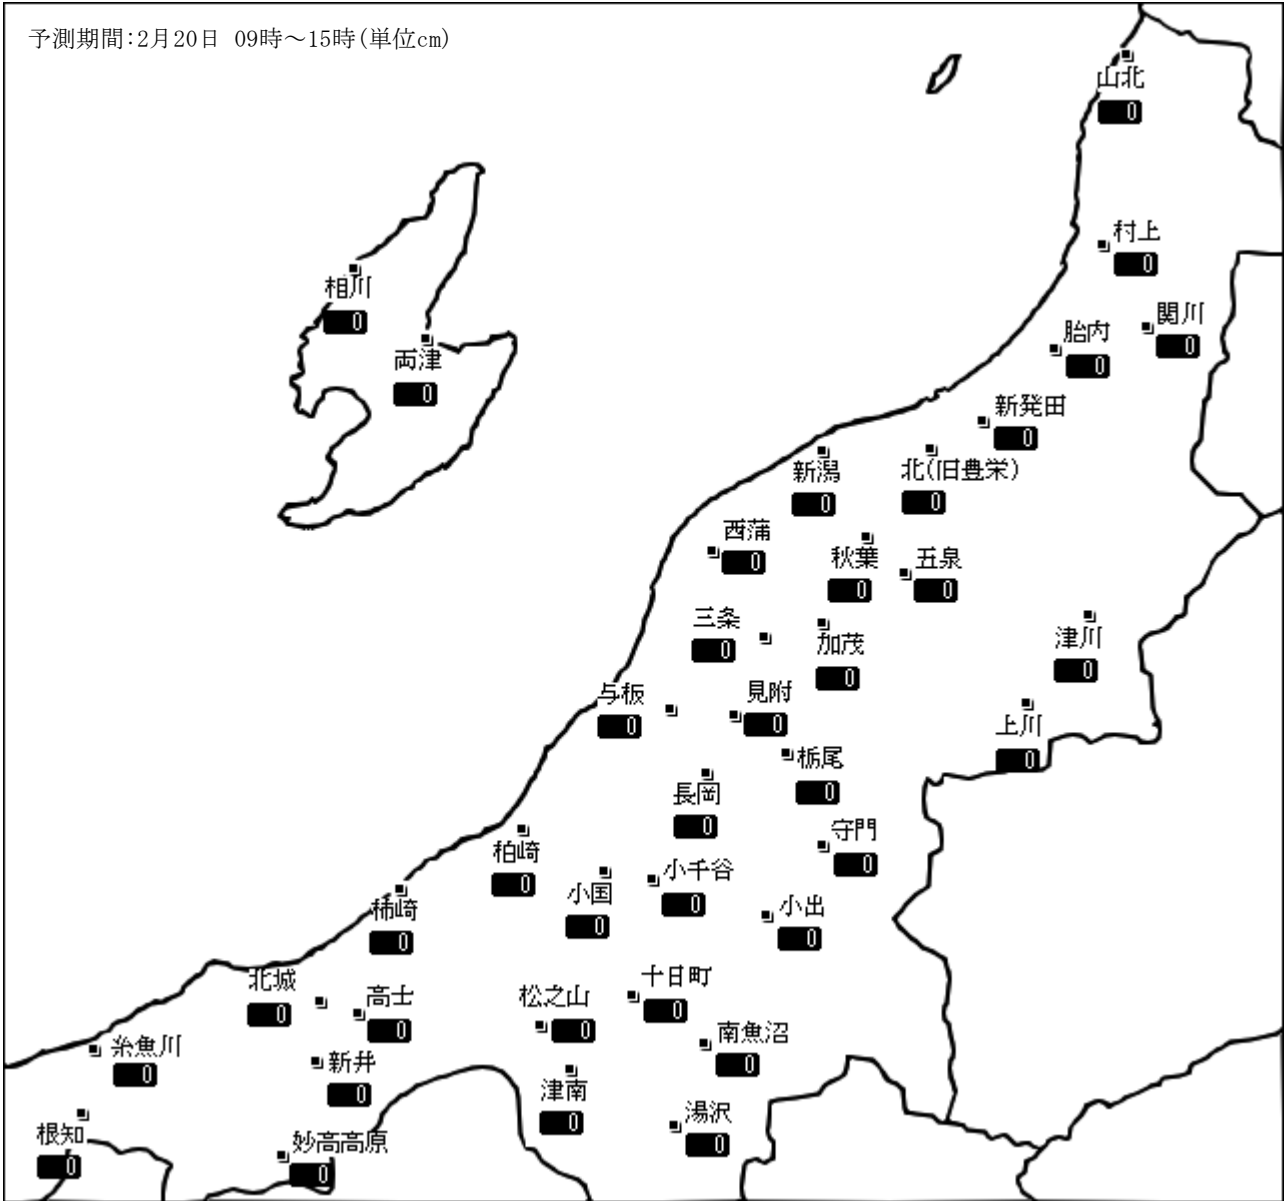 予測期間:2月20日 09時～15時(単位cm)
山北
0
村上
0
相川
0
関川
0
胎内
0
両津
0
新発田
0
新潟
0
北(旧豊栄)
0
西蒲
0
秋葉
0
五泉
0
三条
0
加茂
0
津川
0
与板
0
見附
0
上川
0
栃尾
0
長岡
0
守門
0
柏崎
0
小国
0
小千谷
0
小出
0
柿崎
0
北城
0
高士
0
松之山
0
十日町
0
南魚沼
0
糸魚川
0
新井
0
津南
0
湯沢
0
根知
0
妙高高原
0